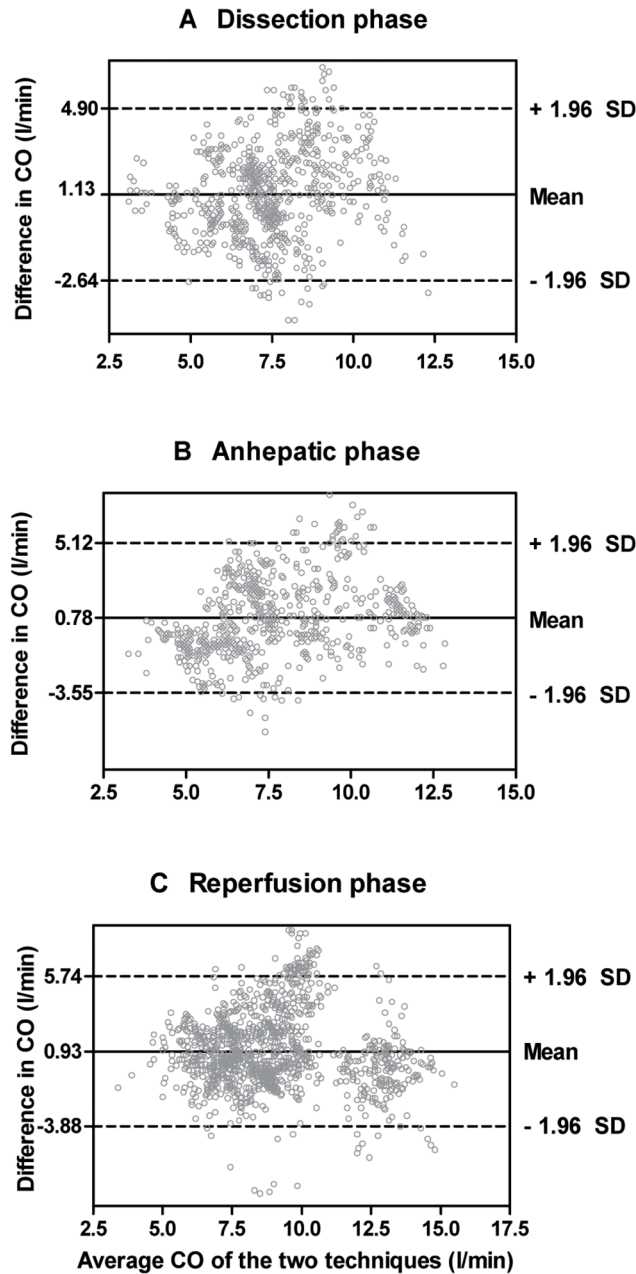 A Dissection phase
Difference in CO (l/min)
4.90
1.13
-2.64
+ 1.96 SD
Mean
- 1.96 SD
2.5 5.0 7.5 10.0 12.5 15.0
B Anhepatic phase
Difference in CO (l/min)
5.12
0.78
-3.55
+ 1.96 SD
Mean
- 1.96 SD
2.5 5.0 7.5 10.0 12.5 15.0
C Reperfusion phase
Difference in CO (l/min)
5.74
0.93
-3.88
+ 1.96 SD
Mean
- 1.96 SD
2.5 5.0 7.5 10.0 12.5 15.0 17.5
Average CO of the two techniques (l/min)